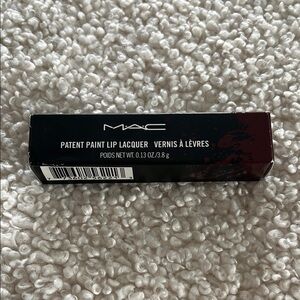 MAC
PATENT PAINT LIP LACQUER VERNIS À LÈVRES
POIDS NET WT. 0.13 OZ/3.8 g